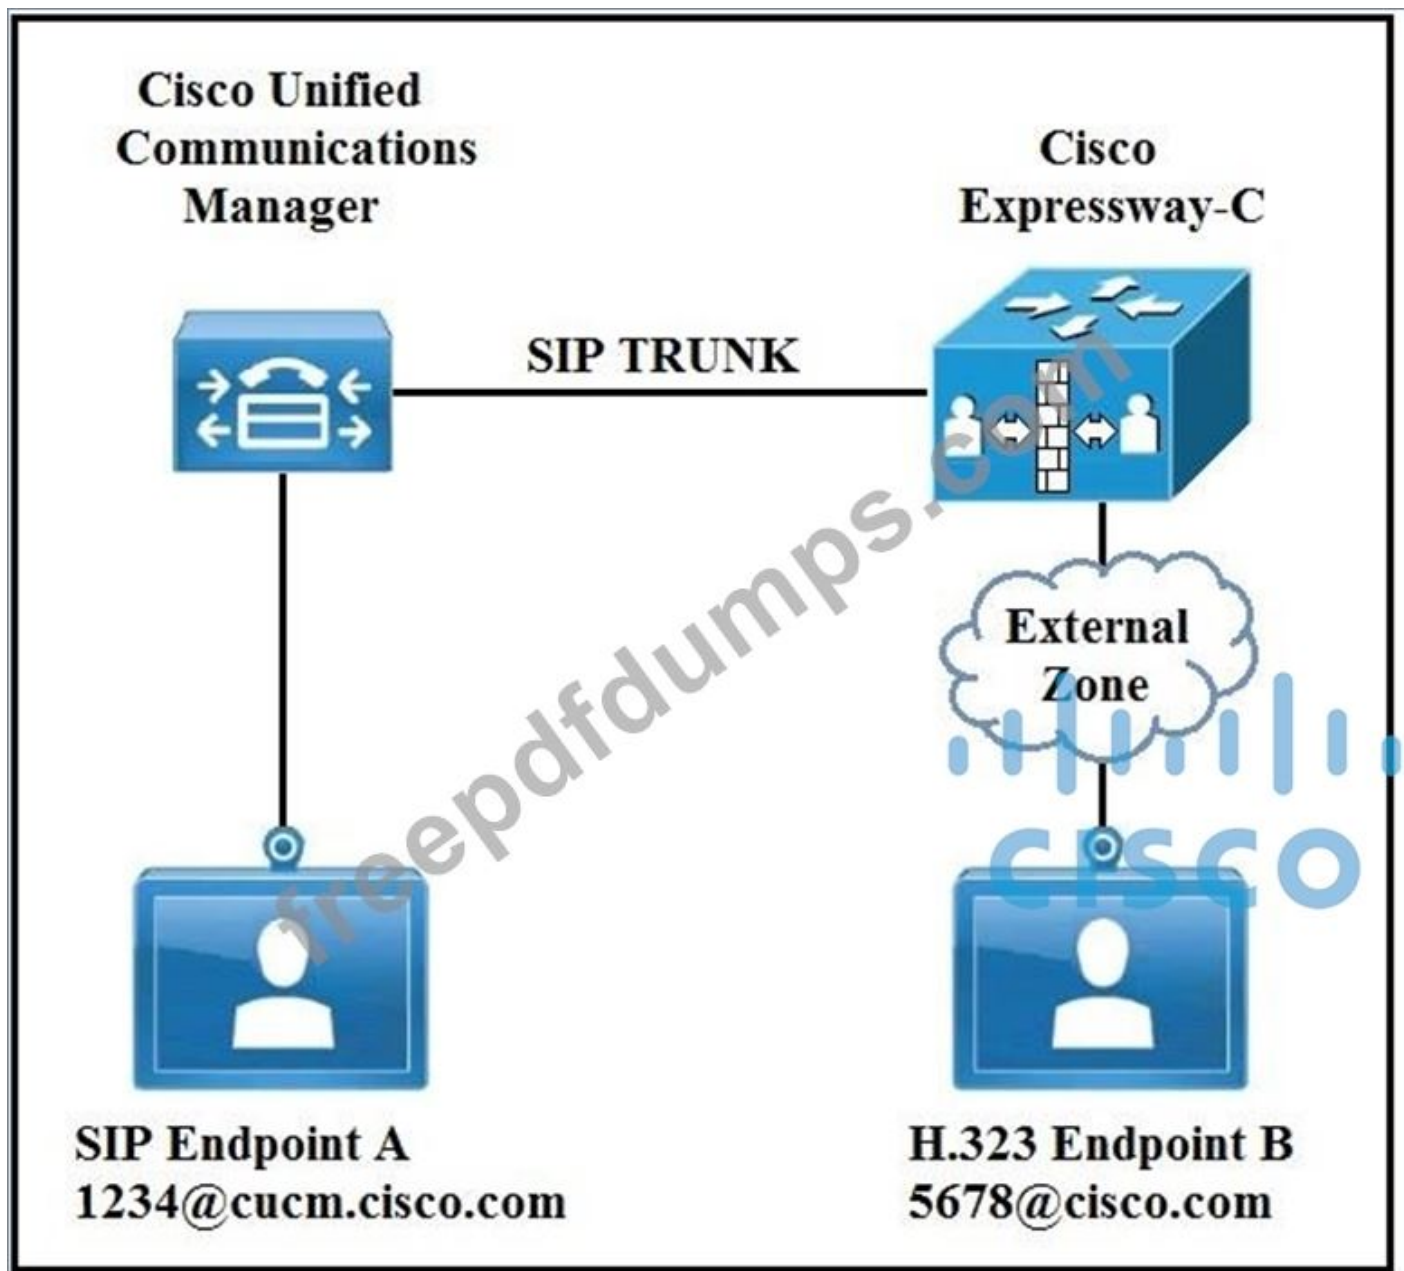 Cisco Unified
Communications
Manager
Cisco
Expressway-C
SIP TRUNK
External
Zone
freepdfdumps.com
CISCO
SIP Endpoint A
1234@cucm.cisco.com
H.323 Endpoint B
5678@cisco.com